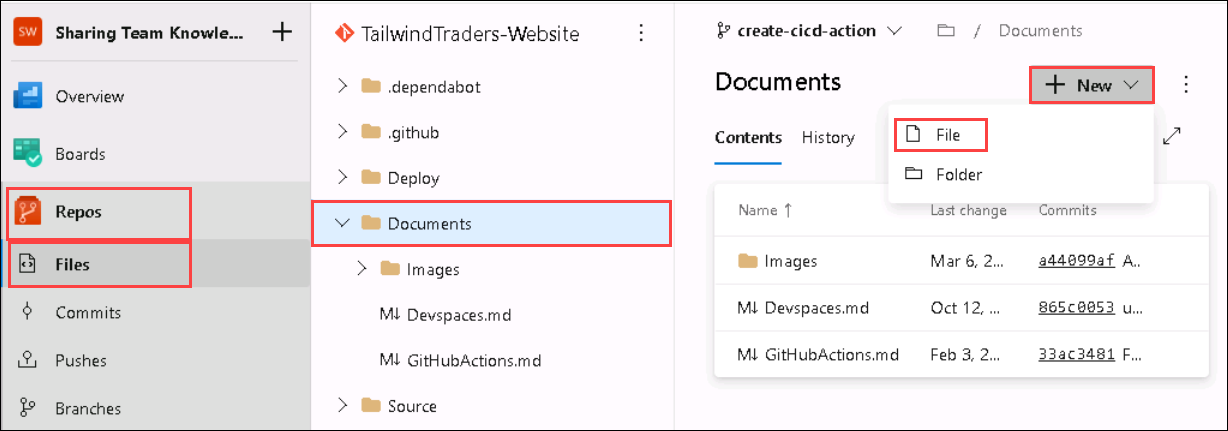 SW Sharing Team Knowle... +
Overview
Boards
Repos
Files
Commits
Pushes
Branches
TailwindTraders-Website
.dependabot
.github
Deploy
Documents
Images
M↓ Devspaces.md
M↓ GitHubActions.md
Source
create-cicd-action / Documents
Documents
+ New
File
Folder
Contents History
Name ↑ Last change Commits
Images Mar 6, 2... a44099af A...
M↓ Devspaces.md Oct 12, ... 865c0053 u...
M↓ GitHubActions.md Feb 3, 2... 33ac3481 F...